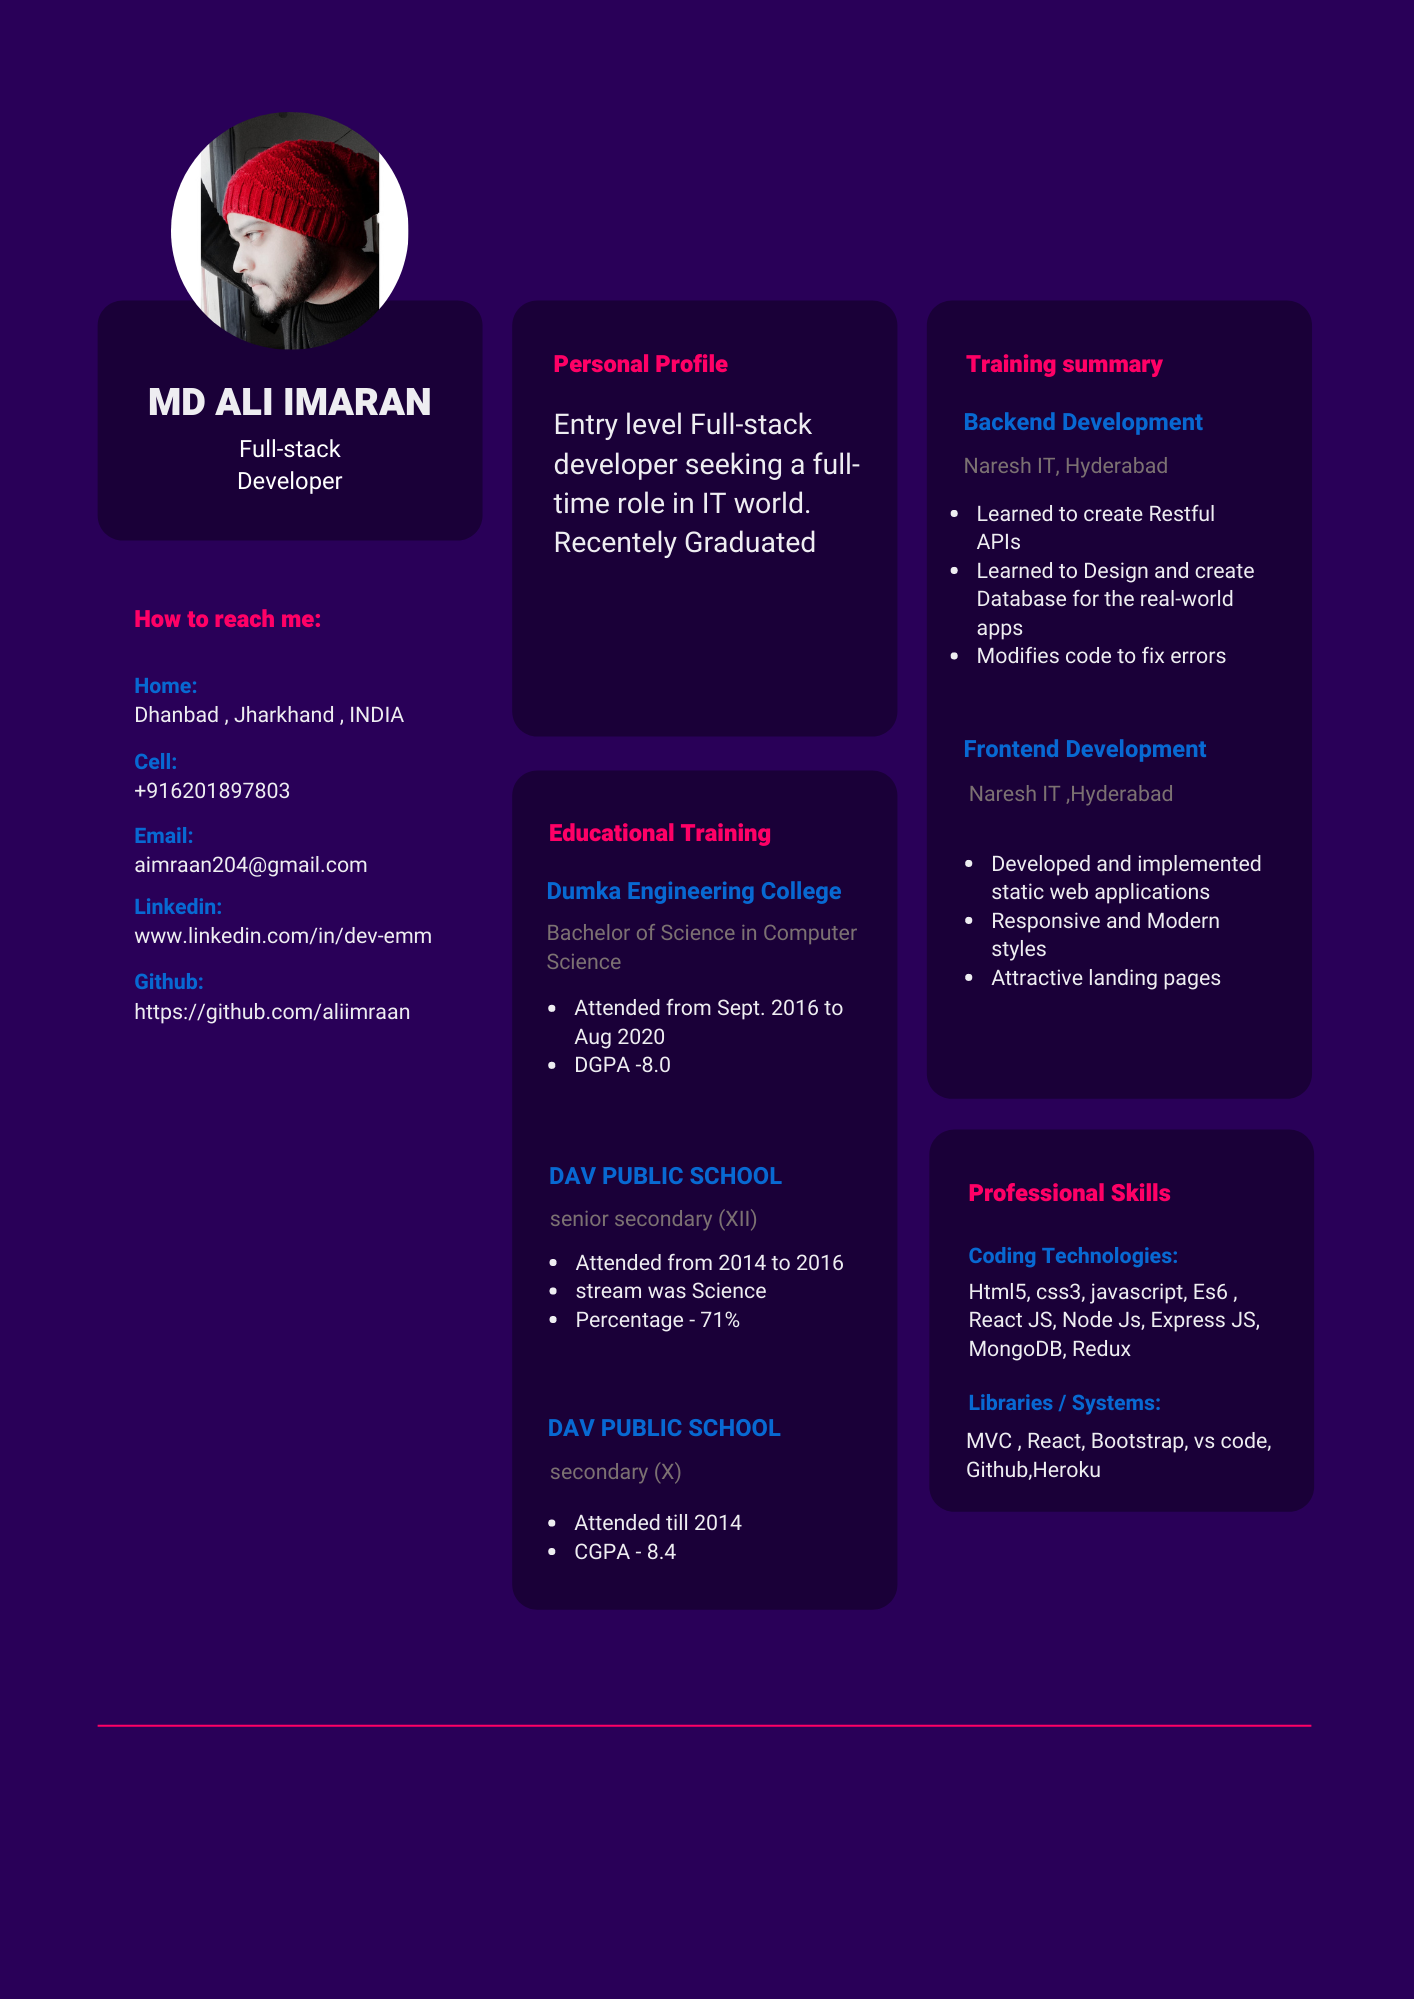 MD ALI IMARAN
Full-stack
Developer
How to reach me:
Home:
Dhanbad , Jharkhand , INDIA
Cell:
+916201897803
Email:
aimraan204@gmail.com
Linkedin:
www.linkedin.com/in/dev-emm
Github:
https://github.com/aliimraan
Personal Profile
Entry level Full-stack
developer seeking a full-
time role in IT world.
Recentely Graduated
Educational Training
Dumka Engineering College
Bachelor of Science in Computer
Science
• Attended from Sept. 2016 to
Aug 2020
• DGPA -8.0
DAV PUBLIC SCHOOL
senior secondary (XII)
• Attended from 2014 to 2016
• stream was Science
• Percentage - 71%
DAV PUBLIC SCHOOL
secondary (X)
• Attended till 2014
• CGPA - 8.4
Training summary
Backend Development
Naresh IT, Hyderabad
• Learned to create Restful
APIs
• Learned to Design and create
Database for the real-world
apps
• Modifies code to fix errors
Frontend Development
Naresh IT ,Hyderabad
• Developed and implemented
static web applications
• Responsive and Modern
styles
• Attractive landing pages
Professional Skills
Coding Technologies:
Html5, css3, javascript, Es6 ,
React JS, Node Js, Express JS,
MongoDB, Redux
Libraries / Systems:
MVC , React, Bootstrap, vs code,
Github,Heroku